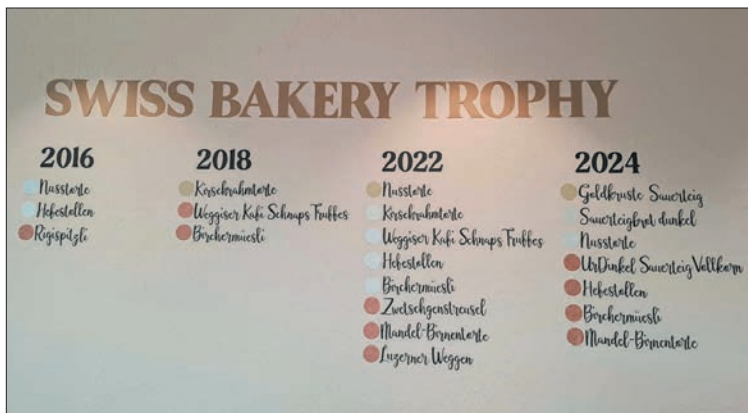 SWISS BAKERY TROPHY
2016
Nusstorte
Hefestollen
Rigispitzli
2018
Kirschrahmtorte
Weggiser Kafi Schnaps Truffes
Birchermüesli
2022
Nusstorte
Kirschrahmtorte
Weggiser Kafi Schnaps Truffes
Hefestollen
Birchermüesli
Zwetschgenstreusel
Mandel-Birnentorte
Luzerner Weggen
2024
Goldkruste Sauerteig
Sauerteigbrot dunkel
Nusstorte
UrDinkel Sauerteig Vollkorn
Hefestollen
Birchermüesli
Mandel-Birnentorte